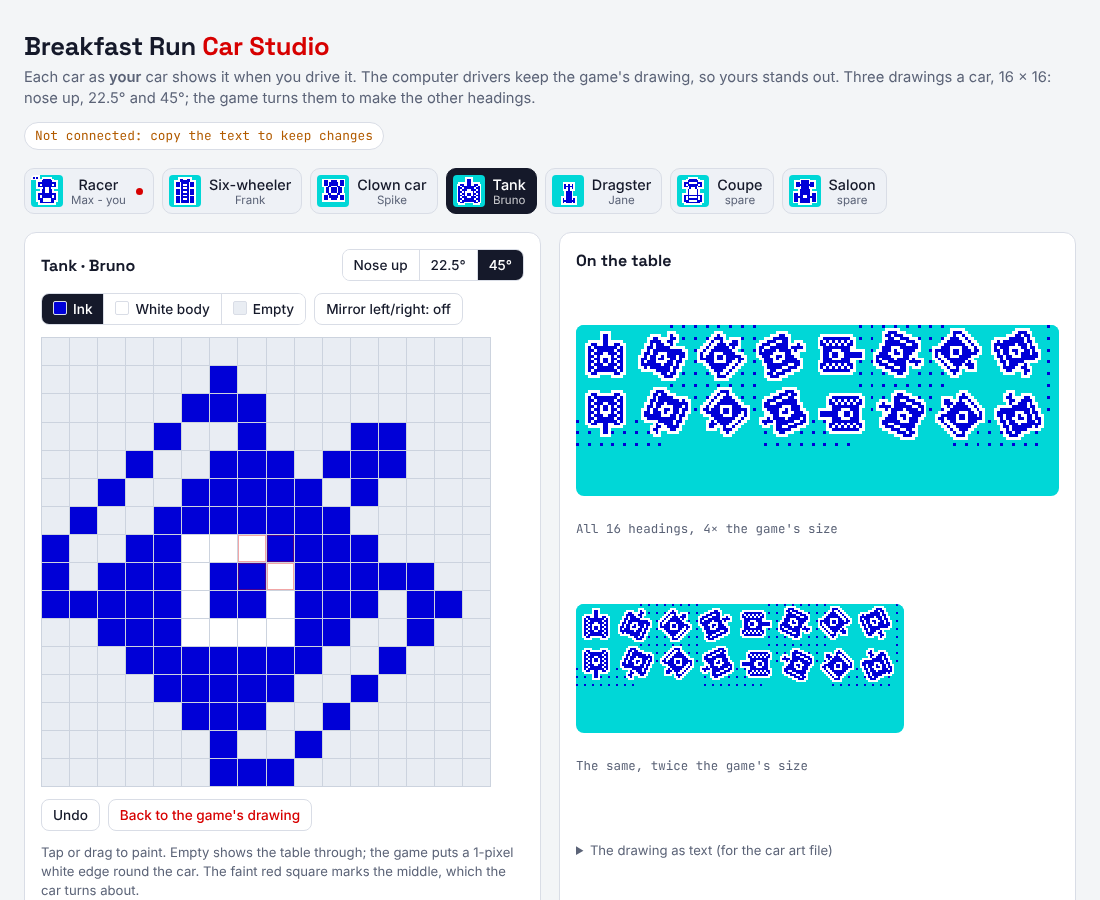 Breakfast Run Car Studio
Each car as your car shows it when you drive it. The computer drivers keep the game's drawing, so yours stands out. Three drawings a car, 16 × 16:
nose up, 22.5° and 45°; the game turns them to make the other headings.
Not connected: copy the text to keep changes
Racer
Max - you
Six-wheeler
Frank
Clown car
Spike
Tank
Bruno
Dragster
Jane
Coupe
spare
Saloon
spare
Tank · Bruno
Nose up
22.5°
45°
Ink
White body
Empty
Mirror left/right: off
Undo
Back to the game's drawing
Tap or drag to paint. Empty shows the table through; the game puts a 1-pixel
white edge round the car. The faint red square marks the middle, which the
car turns about.
On the table
All 16 headings, 4× the game's size
The same, twice the game's size
The drawing as text (for the car art file)